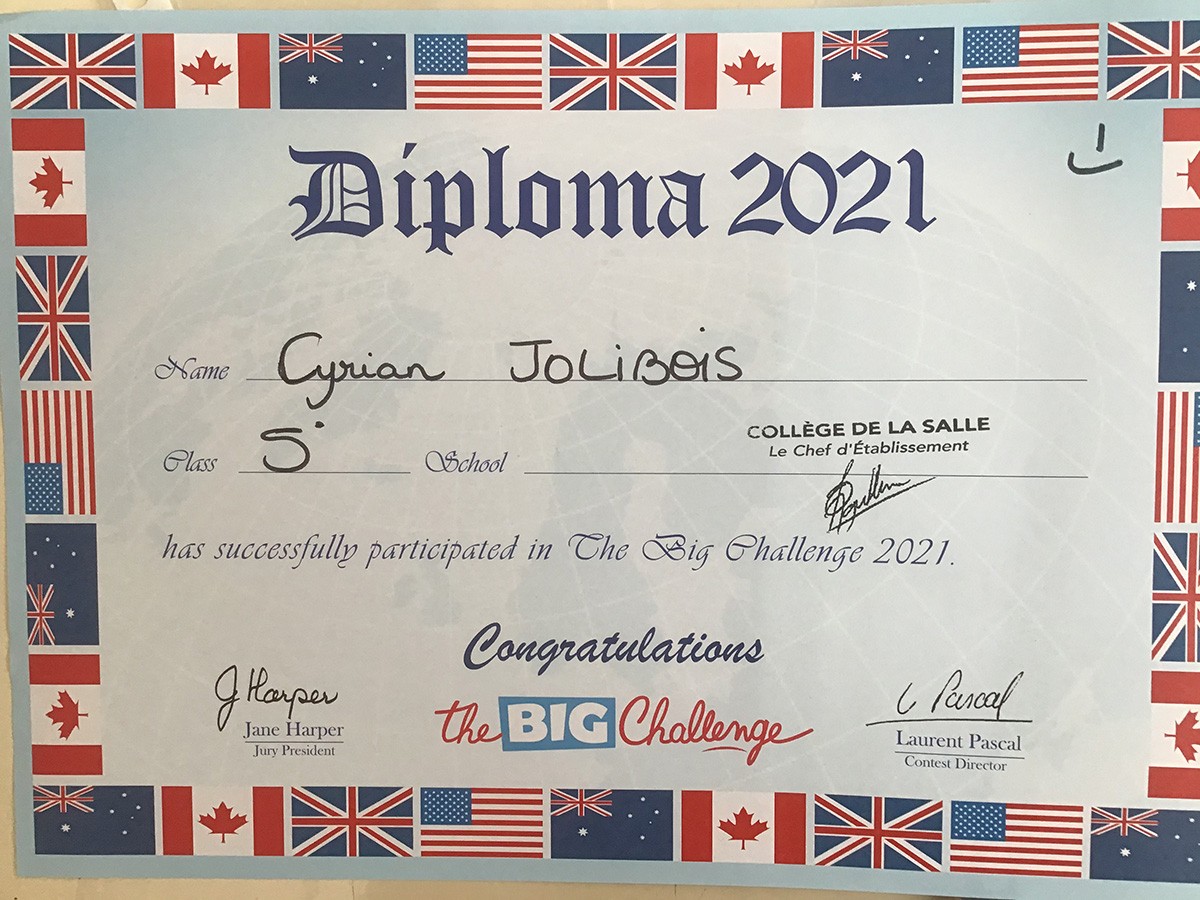 Diploma 2021
Name Cyrian JOLIBOIS
COLLÈGE DE LA SALLE
Le Chef d'Établissement
Class 5e School
has successfully participated in The Big Challenge 2021.
Congratulations
the BIG Challenge
J Harper
Jane Harper
Jury President
L Pascal
Laurent Pascal
Contest Director